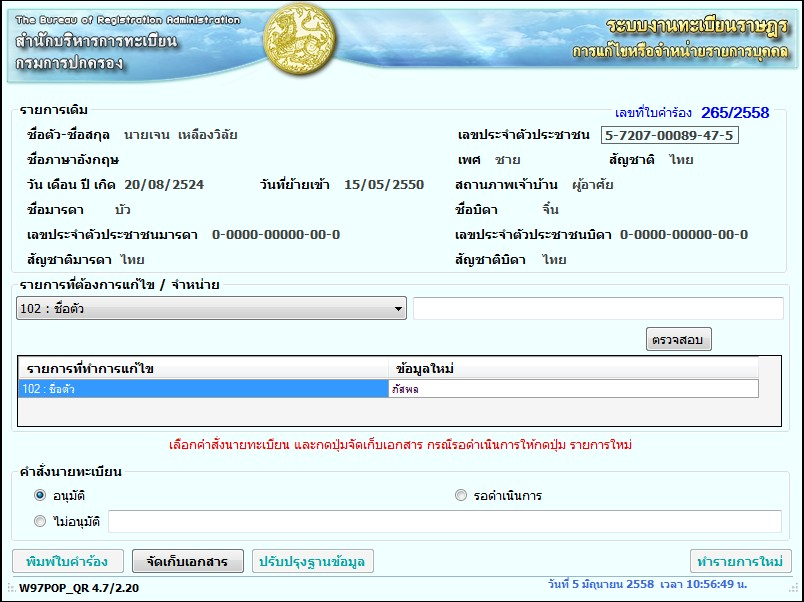 The Bureau of Registration Administration
สำนักบริหารการทะเบียน
กรมการปกครอง
ระบบงานทะเบียนราษฎร
การแก้ไขหรือจำหน่ายรายการบุคคล
รายการเดิม
เลขที่ใบคำร้อง 265/2558
ชื่อตัว-ชื่อสกุล นายเจน เหลืองวิลัย เลขประจำตัวประชาชน 5-7207-00089-47-5
ชื่อภาษาอังกฤษ เพศ ชาย สัญชาติ ไทย
วัน เดือน ปี เกิด 20/08/2524 วันที่ย้ายเข้า 15/05/2550 สถานภาพเจ้าบ้าน ผู้อาศัย
ชื่อมารดา บัว ชื่อบิดา จิ๋น
เลขประจำตัวประชาชนมารดา 0-0000-00000-00-0 เลขประจำตัวประชาชนบิดา 0-0000-00000-00-0
สัญชาติมารดา ไทย สัญชาติบิดา ไทย
รายการที่ต้องการแก้ไข / จำหน่าย
102 : ชื่อตัว
ตรวจสอบ
รายการที่ทำการแก้ไข ข้อมูลใหม่
102 : ชื่อตัว ภัสพล
เลือกคำสั่งนายทะเบียน และกดปุ่มจัดเก็บเอกสาร กรณีรอดำเนินการให้กดปุ่ม รายการใหม่
คำสั่งนายทะเบียน
อนุมัติ รอดำเนินการ
ไม่อนุมัติ
พิมพ์ใบคำร้อง จัดเก็บเอกสาร ปรับปรุงฐานข้อมูล ทำรายการใหม่
W97POP_QR 4.7/2.20 วันที่ 5 มิถุนายน 2558 เวลา 10:56:49 น.